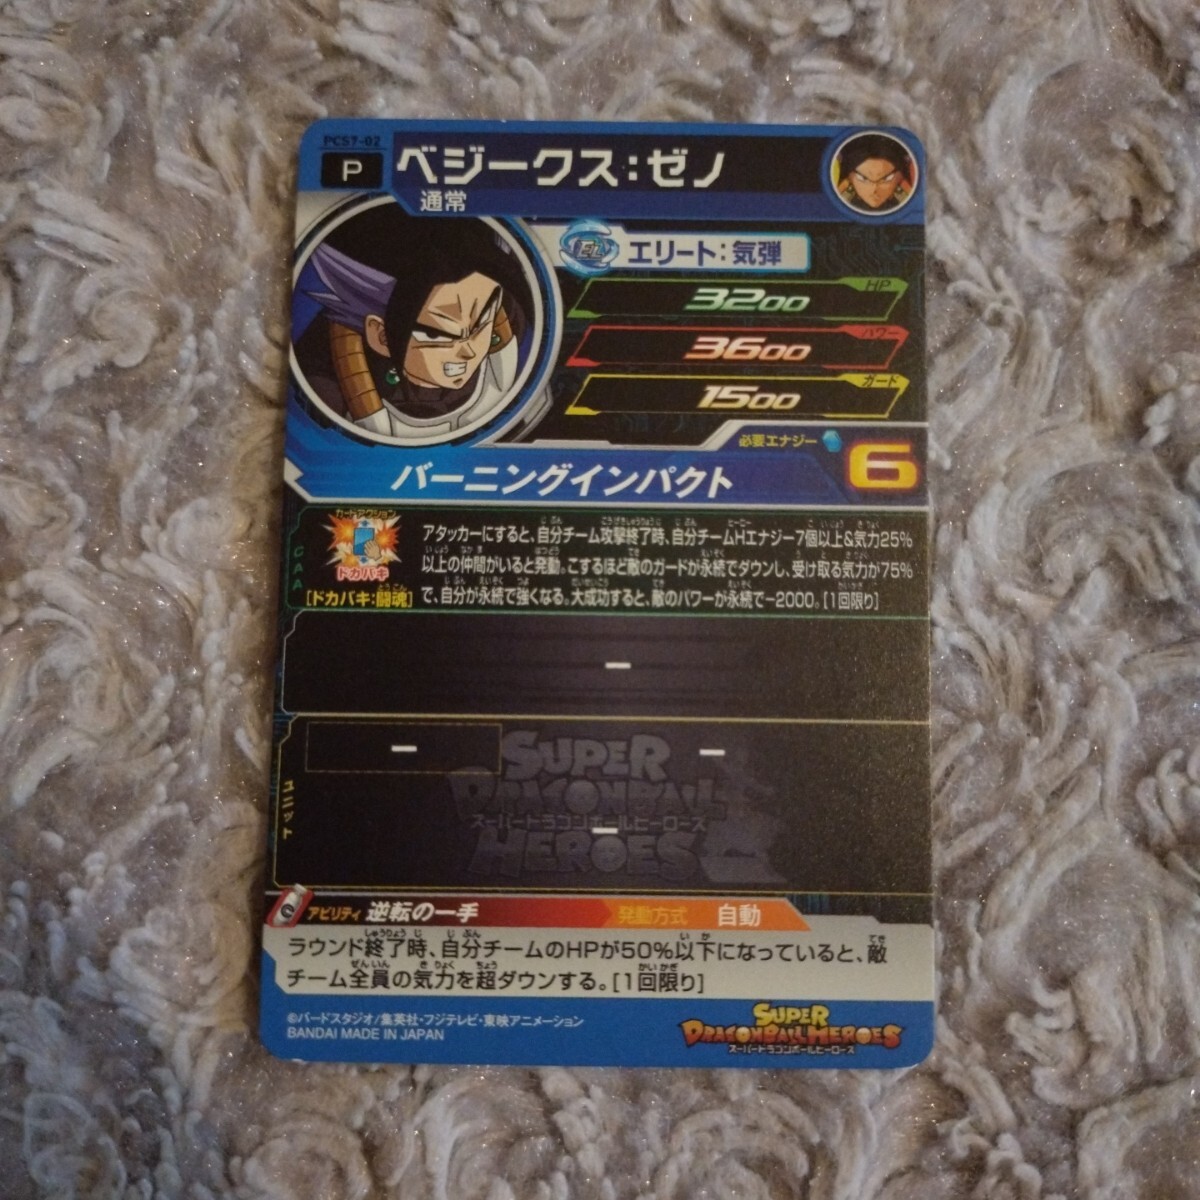 PCS7-02
P
ベジークス:ゼノ
通常
エリート:気弾
HP
3200
パワー
3600
ガード
1500
必要エナジー
6
バーニングインパクト
CAA
カードアクション
ドカバキ
[ドカバキ:闘魂]
アタッカーにすると、自分チーム攻撃終了時、自分チームHエナジー7個以上&気力25%
以上の仲間がいると発動。こするほど敵のガードが永続でダウンし、受け取る気力が75%
で、自分が永続で強くなる。大成功すると、敵のパワーが永続で-2000。[1回限り]
ー
ユニット
ー
ー
ー
SUPER
DRAGONBALL
スーパードラゴンボールヒーローズ
HEROES
アビリティ 逆転の一手 発動方式 自動
ラウンド終了時、自分チームのHPが50%以下になっていると、敵
チーム全員の気力を超ダウンする。[1回限り]
©バードスタジオ/集英社・フジテレビ・東映アニメーション
BANDAI MADE IN JAPAN
SUPER
DRAGONBALL HEROES
スーパードラゴンボールヒーローズ